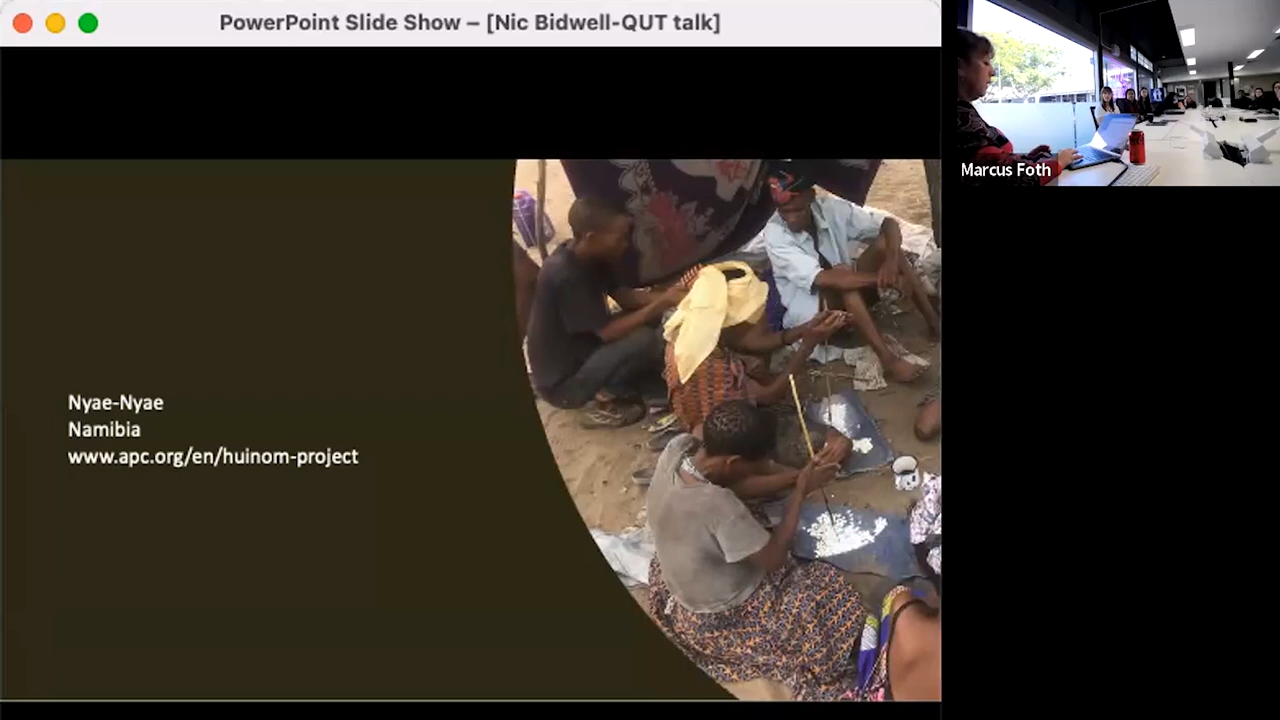 PowerPoint Slide Show – [Nic Bidwell-QUT talk]
Nyae-Nyae
Namibia
www.apc.org/en/huinom-project
Marcus Foth